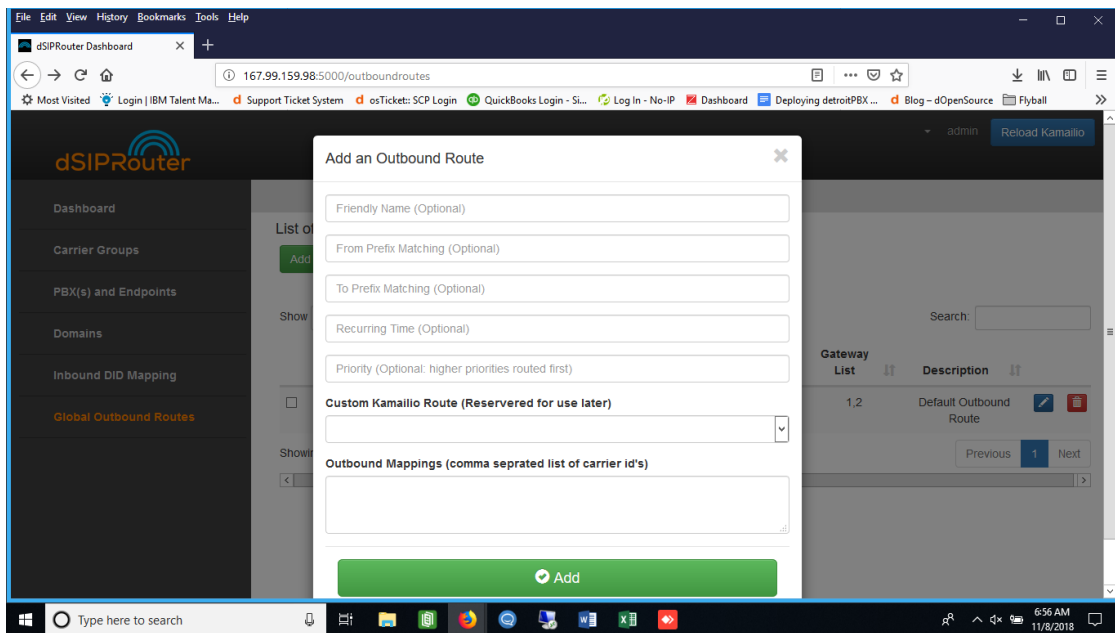 File Edit View History Bookmarks Tools Help
dSIPRouter Dashboard
167.99.159.98:5000/outboundroutes
Most Visited Login | IBM Talent Ma... Support Ticket System osTicket:: SCP Login QuickBooks Login - Si... Log In - No-IP Dashboard Deploying detroitPBX ... Blog – dOpenSource Flyball
dSIPRouter
admin Reload Kamailio
Add an Outbound Route
Dashboard
Carrier Groups
PBX(s) and Endpoints
Domains
Inbound DID Mapping
Global Outbound Routes
List of
Add
Show
Friendly Name (Optional)
From Prefix Matching (Optional)
To Prefix Matching (Optional)
Recurring Time (Optional)
Priority (Optional: higher priorities routed first)
Custom Kamailio Route (Reservered for use later)
Outbound Mappings (comma seprated list of carrier id's)
Add
Search:
Gateway List Description
1,2 Default Outbound Route
Previous 1 Next
Type here to search
6:56 AM
11/8/2018